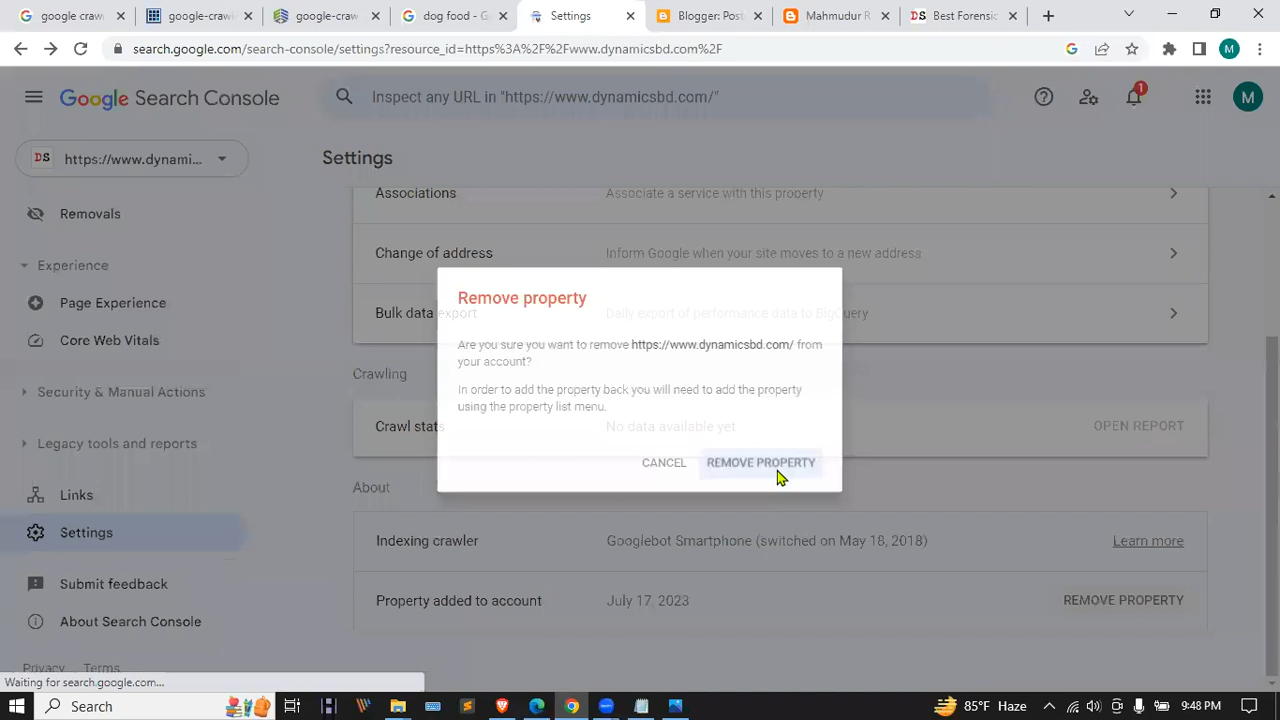 google craw
google-craw
google-craw
dog food - G
Settings
Blogger: Post
Mahmudur R
DS Best Forensic
search.google.com/search-console/settings?resource_id=https%3A%2F%2Fwww.dynamicsbd.com%2F
M
Google Search Console
Inspect any URL in "https://www.dynamicsbd.com/"
1
M
DS https://www.dynami...
Settings
Removals
Experience
Page Experience
Core Web Vitals
Security & Manual Actions
Legacy tools and reports
Links
Settings
Submit feedback
About Search Console
Privacy Terms
Associations Associate a service with this property
Change of address Inform Google when your site moves to a new address
Bulk data export Daily export of performance data to BigQuery
Crawling
Crawl stats No data available yet OPEN REPORT
About
Indexing crawler Googlebot Smartphone (switched on May 18, 2018) Learn more
Property added to account July 17, 2023 REMOVE PROPERTY
Remove property
Are you sure you want to remove https://www.dynamicsbd.com/ from
your account?
In order to add the property back you will need to add the property
using the property list menu.
CANCEL REMOVE PROPERTY
Waiting for search.google.com...
Search
85°F Haze
9:48 PM